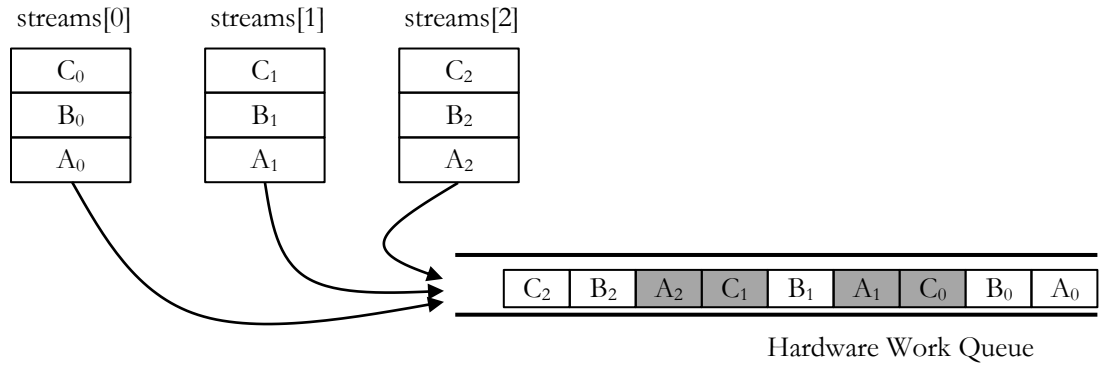 streams[0] streams[1] streams[2]
C₀ C₁ C₂
B₀ B₁ B₂
A₀ A₁ A₂
C₂ B₂ A₂ C₁ B₁ A₁ C₀ B₀ A₀
Hardware Work Queue